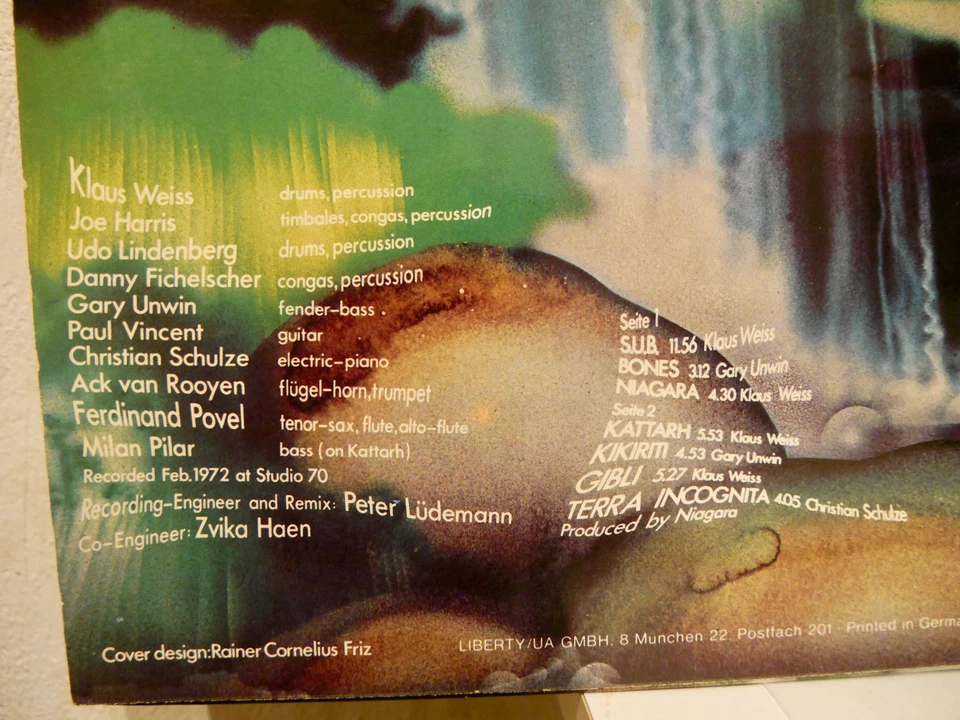 Klaus Weiss drums, percussion
Joe Harris timbales, congas, percussion
Udo Lindenberg drums, percussion
Danny Fichelscher congas, percussion
Gary Unwin fender-bass
Paul Vincent guitar
Christian Schulze electric-piano
Ack van Rooyen flügel-horn, trumpet
Ferdinand Povel tenor-sax, flute, alto-flute
Milan Pilar bass (on Kattarh)
Recorded Feb. 1972 at Studio 70
Recording-Engineer and Remix: Peter Lüdemann
Co-Engineer: Zvika Haen
Seite 1
S.U.B. 11.56 Klaus Weiss
BONES 3.12 Gary Unwin
NIAGARA 4.30 Klaus Weiss
Seite 2
KATTARH 5.53 Klaus Weiss
KIKIRITI 4.53 Gary Unwin
GIBLI 5.27 Klaus Weiss
TERRA INCOGNITA 4.05 Christian Schulze
Produced by Niagara
Cover design: Rainer Cornelius Friz
LIBERTY/UA GMBH. 8 Munchen 22. Postfach 201 · Printed in Germa